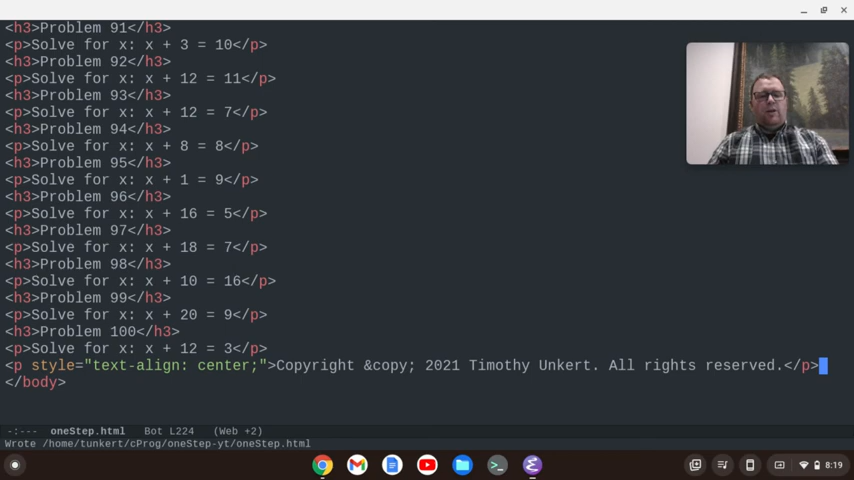 <h3>Problem 91</h3>
<p>Solve for x: x + 3 = 10</p>
<h3>Problem 92</h3>
<p>Solve for x: x + 12 = 11</p>
<h3>Problem 93</h3>
<p>Solve for x: x + 12 = 7</p>
<h3>Problem 94</h3>
<p>Solve for x: x + 8 = 8</p>
<h3>Problem 95</h3>
<p>Solve for x: x + 1 = 9</p>
<h3>Problem 96</h3>
<p>Solve for x: x + 16 = 5</p>
<h3>Problem 97</h3>
<p>Solve for x: x + 18 = 7</p>
<h3>Problem 98</h3>
<p>Solve for x: x + 10 = 16</p>
<h3>Problem 99</h3>
<p>Solve for x: x + 20 = 9</p>
<h3>Problem 100</h3>
<p>Solve for x: x + 12 = 3</p>
<p style="text-align: center;">Copyright &copy; 2021 Timothy Unkert. All rights reserved.</p>
</body>
-:--- oneStep.html Bot L224 (Web +2)
Wrote /home/tunkert/cProg/oneStep-yt/oneStep.html
8:19